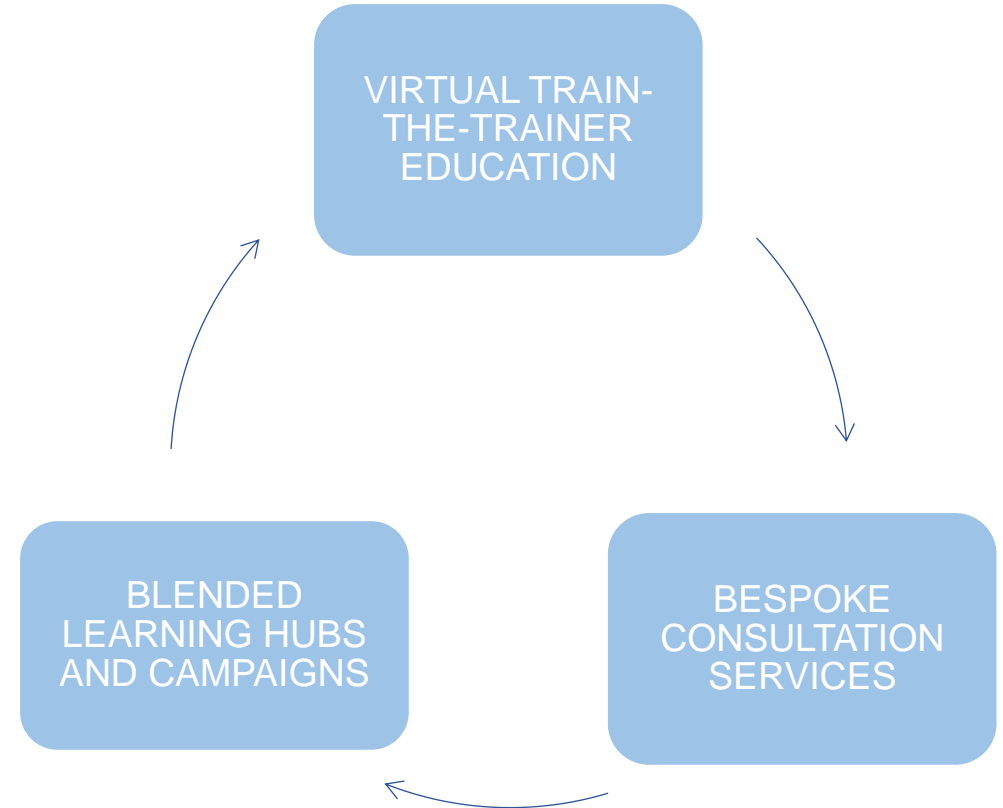 VIRTUAL TRAIN-
THE-TRAINER
EDUCATION
BESPOKE
CONSULTATION
SERVICES
BLENDED
LEARNING HUBS
AND CAMPAIGNS